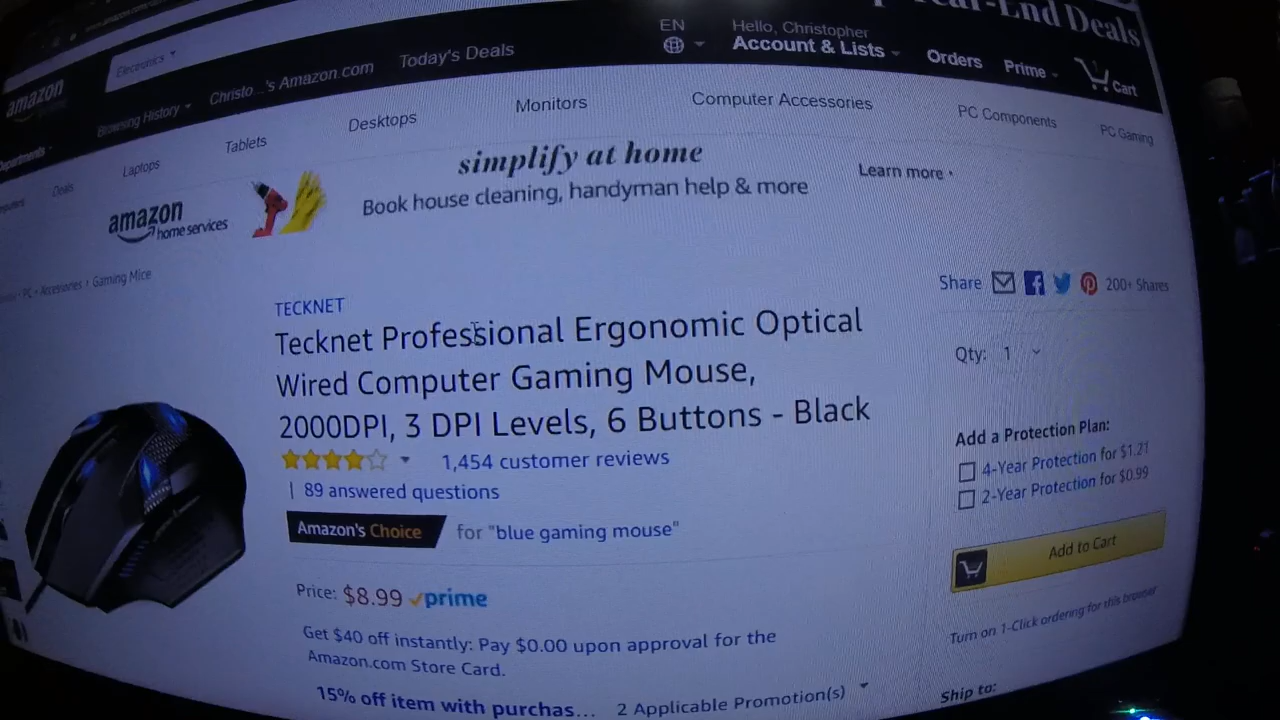 -End Deals
EN
Hello, Christopher
Account & Lists
Orders
Prime
Cart
amazon
Electronics
Departments
Browsing History
Christo...'s Amazon.com
Today's Deals
Deals
Laptops
Tablets
Desktops
Monitors
Computer Accessories
PC Components
PC Gaming
amazon
home services
simplify at home
Book house cleaning, handyman help & more
Learn more
PC › Accessories › Gaming Mice
Share
200+ Shares
TECKNET
Tecknet Professional Ergonomic Optical
Wired Computer Gaming Mouse,
2000DPI, 3 DPI Levels, 6 Buttons - Black
1,454 customer reviews
| 89 answered questions
Amazon's Choice for "blue gaming mouse"
Price: $8.99 prime
Get $40 off instantly: Pay $0.00 upon approval for the
Amazon.com Store Card.
15% off item with purchas... 2 Applicable Promotion(s)
Qty: 1
Add a Protection Plan:
4-Year Protection for $1.21
2-Year Protection for $0.99
Add to Cart
Turn on 1-Click ordering for this browser
Ship to: